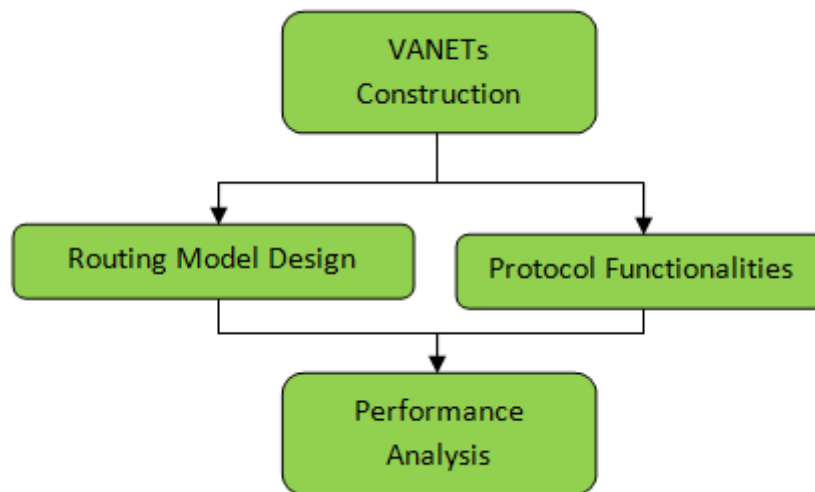 VANETs
Construction
Routing Model Design
Protocol Functionalities
Performance
Analysis